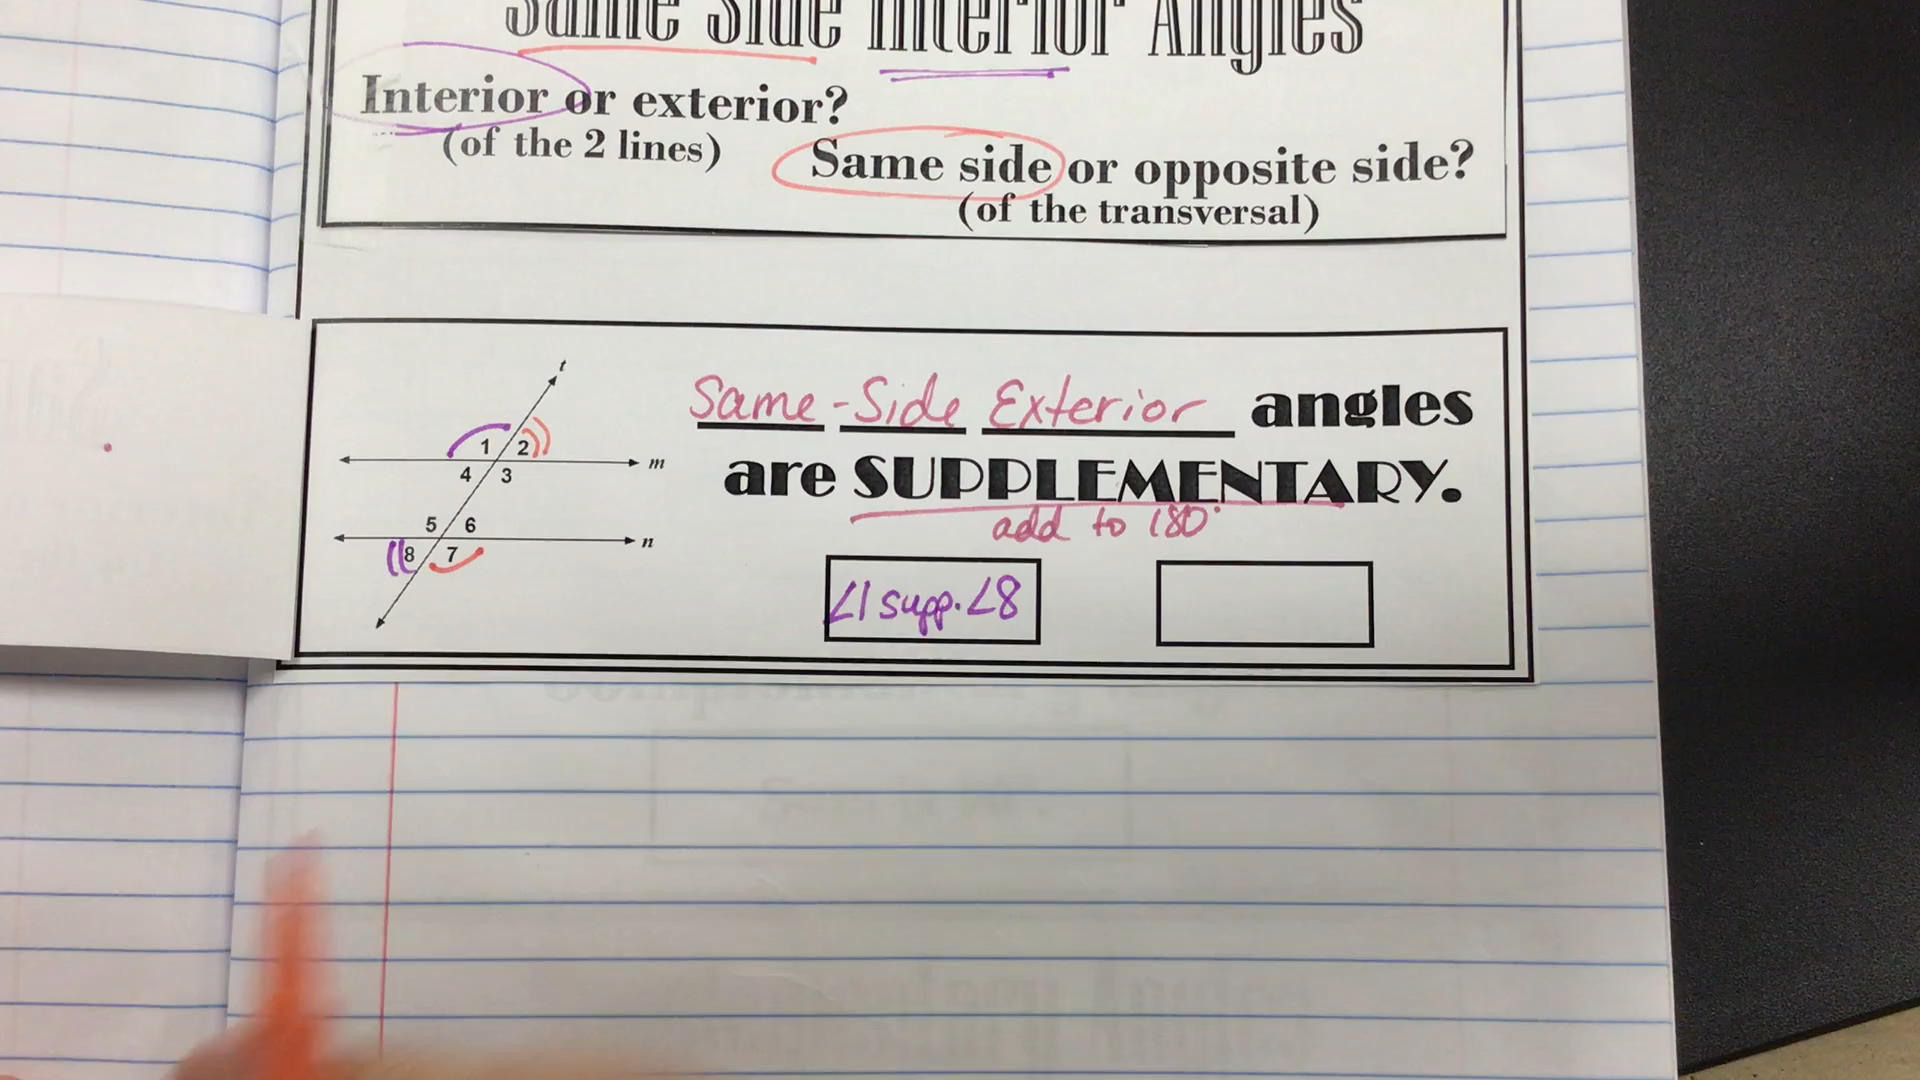 Same Side Interior Angles
Interior or exterior?
(of the 2 lines)
Same side or opposite side?
(of the transversal)
t
1 2
m
4 3
5 6
n
8 7
Same-Side Exterior angles
are SUPPLEMENTARY.
add to 180°
∠1 supp. ∠8